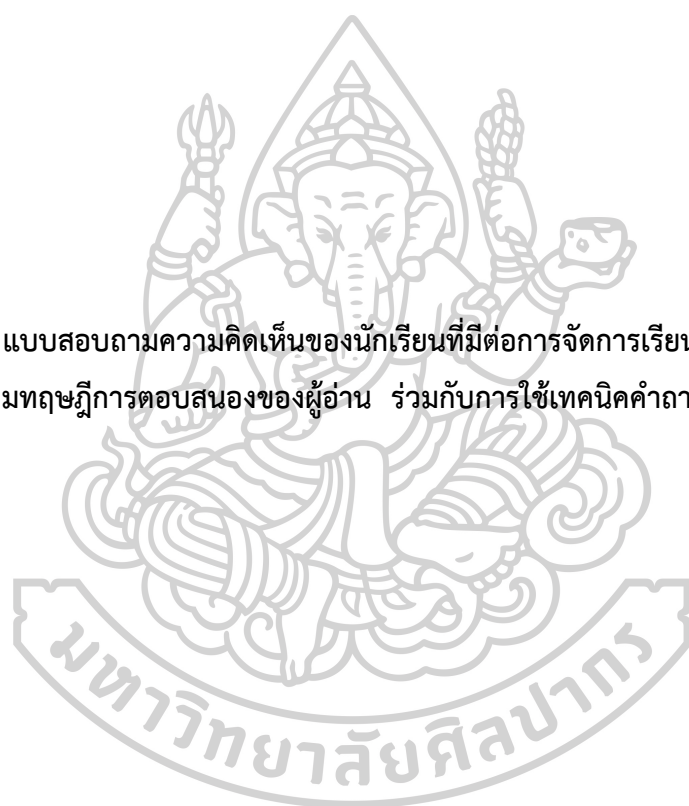 แบบสอบถามความคิดเห็นของนักเรียนที่มีต่อการจัดการเรียน
มทฤษฎีการตอบสนองของผู้อ่าน ร่วมกับการใช้เทคนิคคำถา
มหาวิทยาลัยศิลปากร